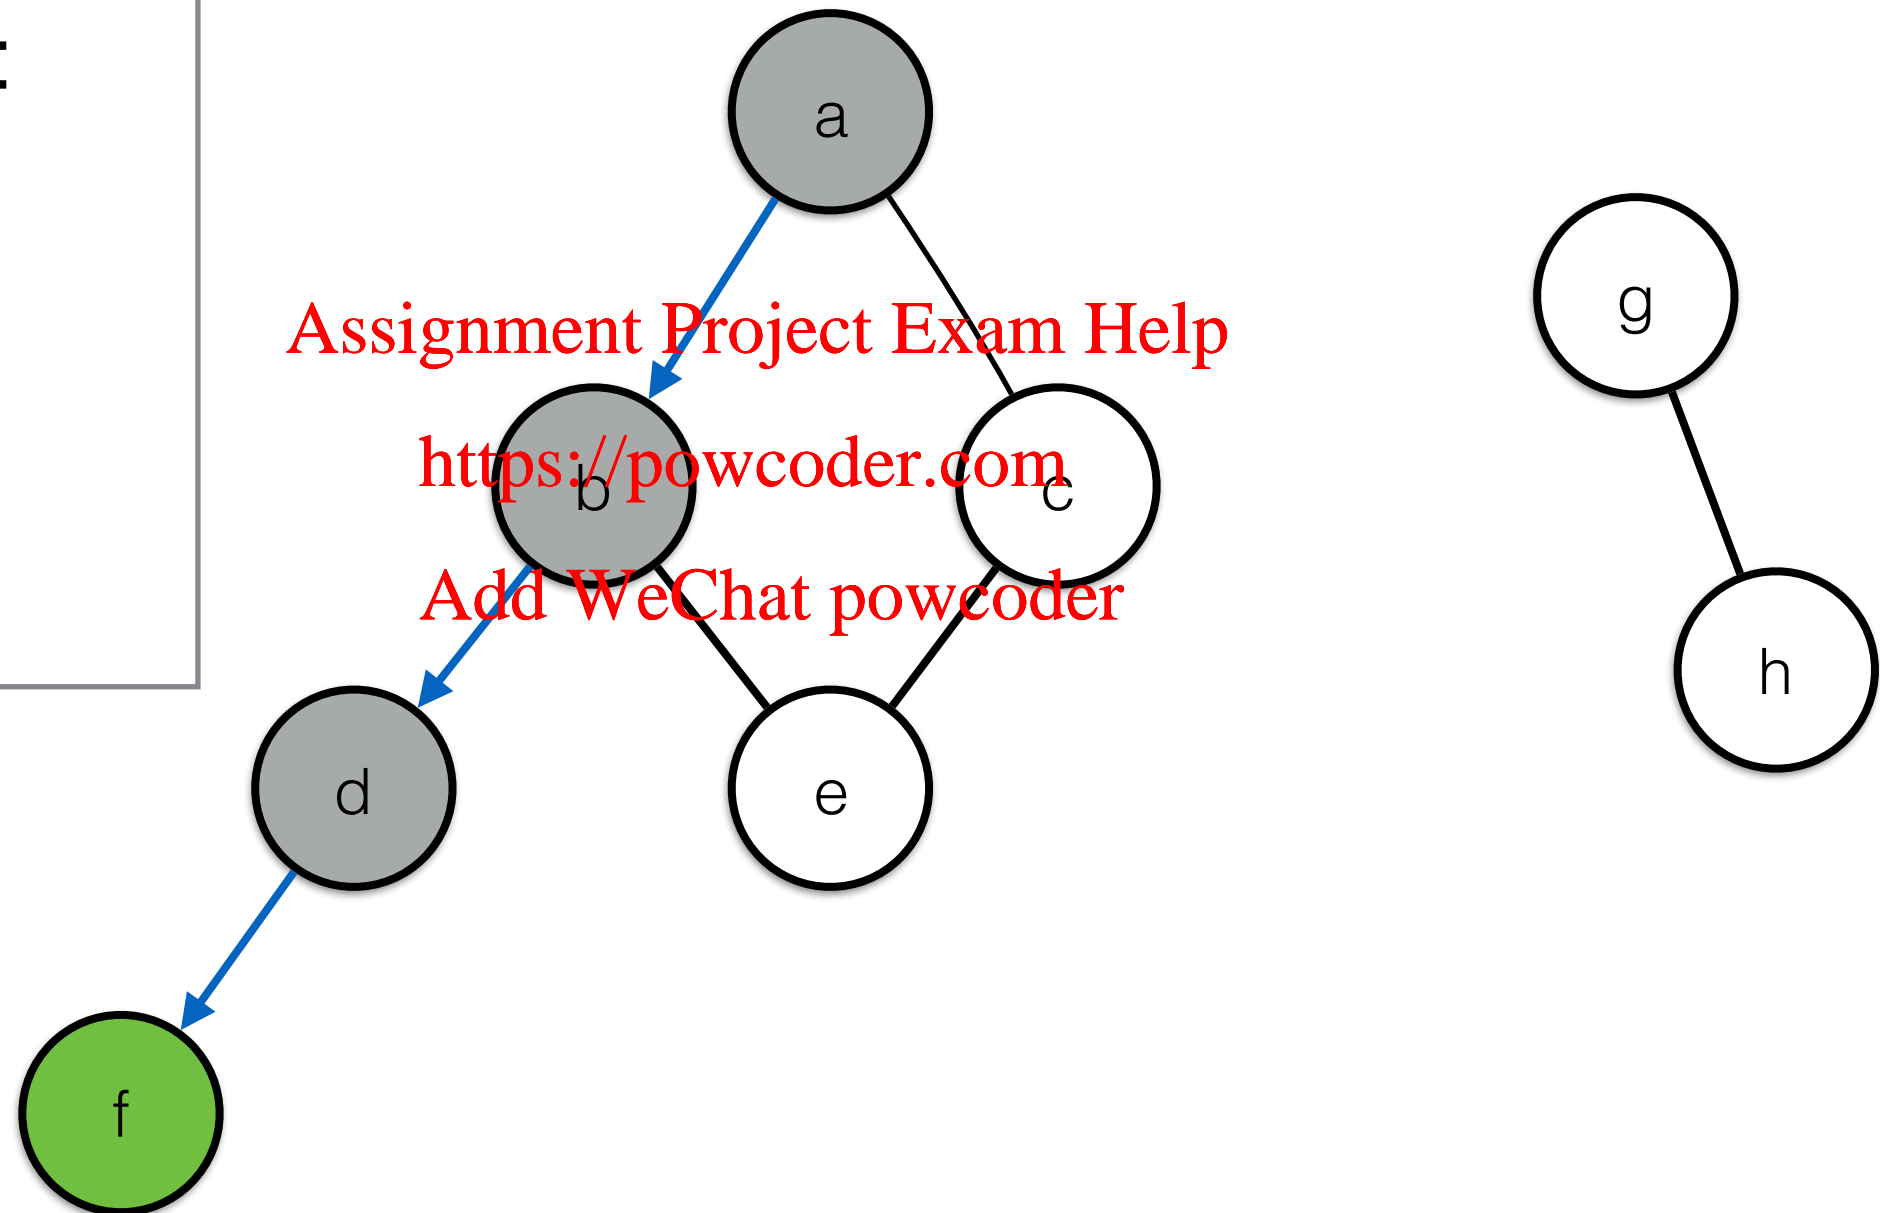 :
a
g
Assignment Project Exam Help
https://powcoder.com
b
c
Add WeChat powcoder
h
d
e
f